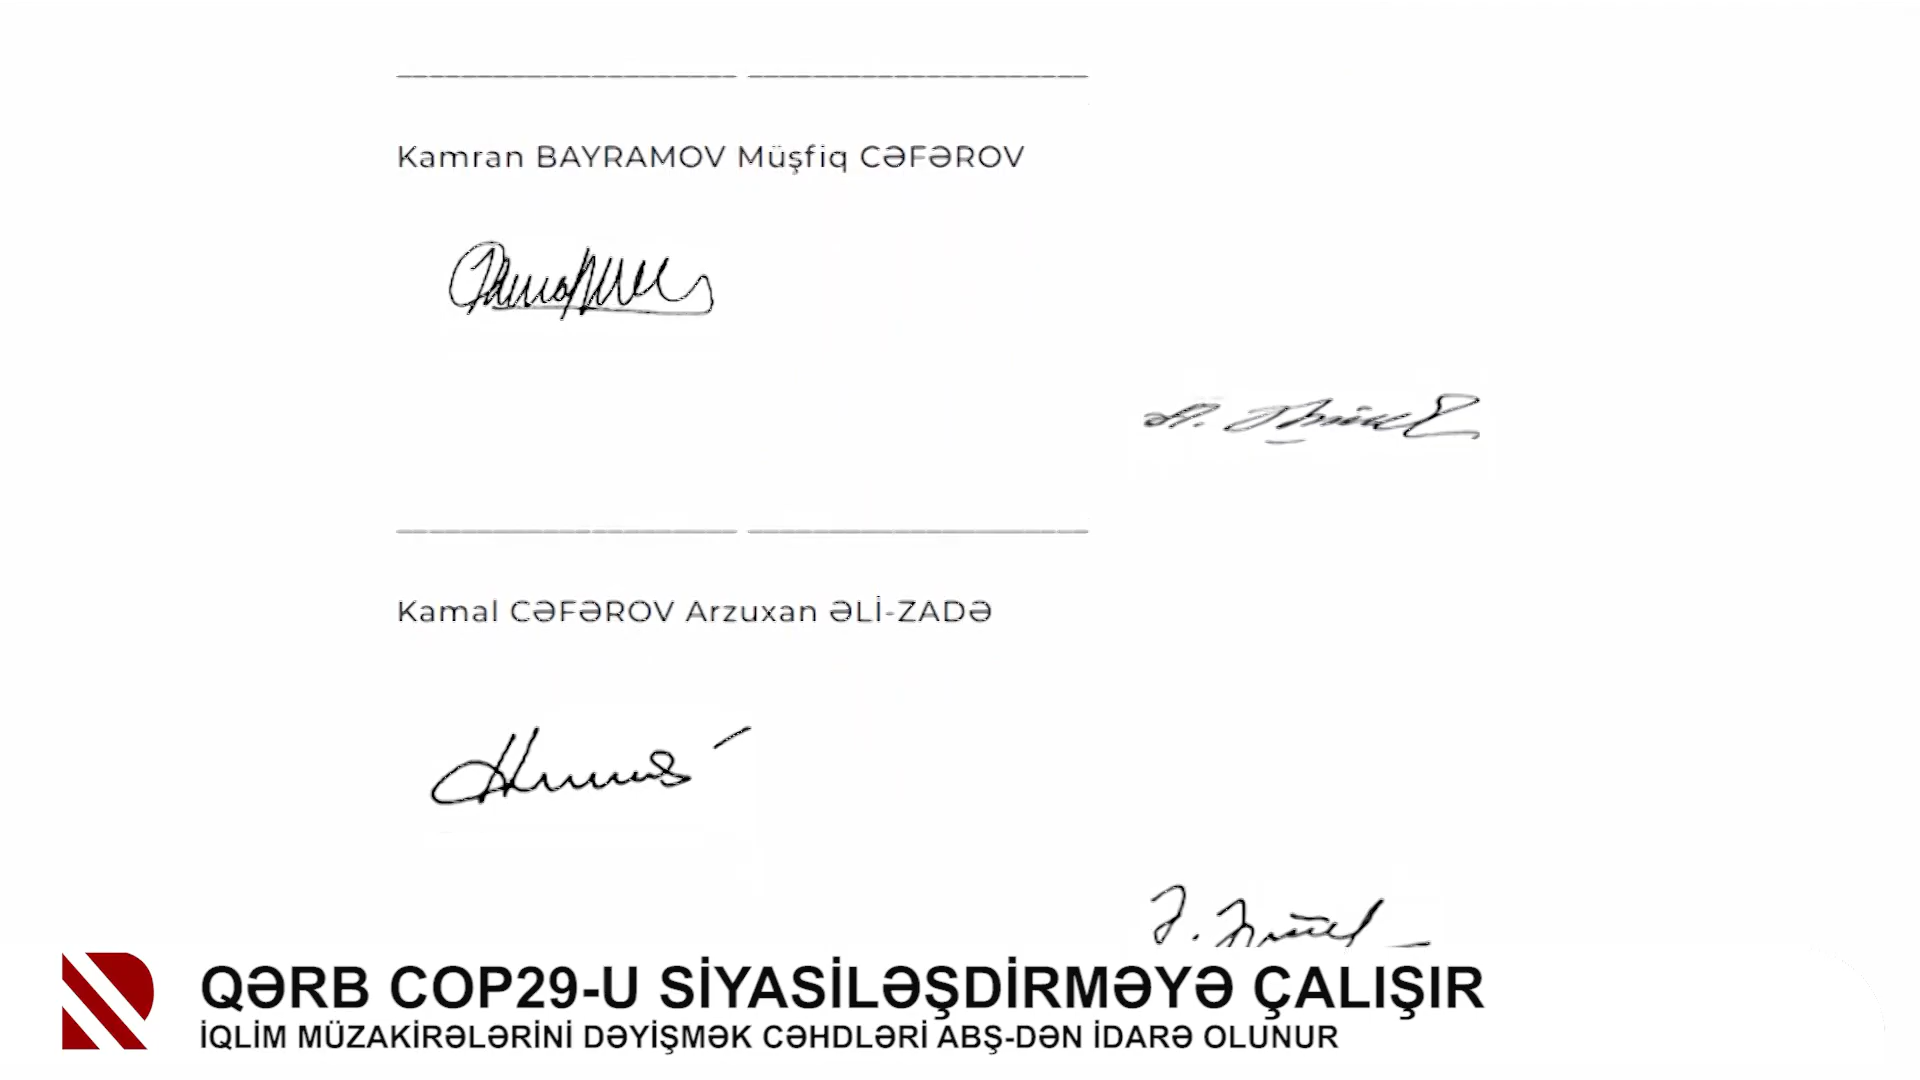 Kamran BAYRAMOV Müşfiq CƏFƏROV
Kamal CƏFƏROV Arzuxan ƏLİ-ZADƏ
QƏRB COP29-U SİYASİLƏŞDİRMƏYƏ ÇALIŞIR
İQLİM MÜZAKİRƏLƏRİNİ DƏYİŞMƏK CƏHDLƏRİ ABŞ-DƏN İDARƏ OLUNUR